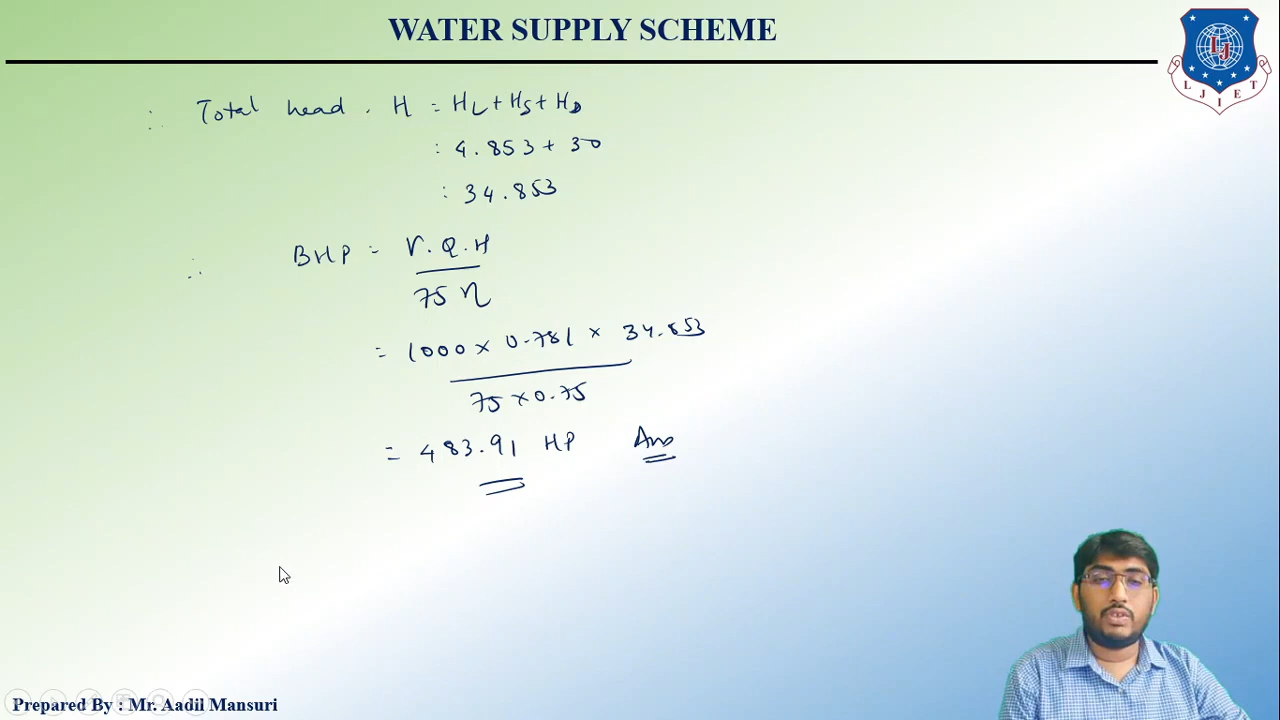 WATER SUPPLY SCHEME
LJIET
∴ Total head . H = HL + HS + HD
: 4.853 + 30
: 34.853
∴ BHP = γ. Q. H
75 η
= 1000 × 0.781 × 34.853
75 × 0.75
= 483.91 HP Ans
Prepared By : Mr. Aadil Mansuri